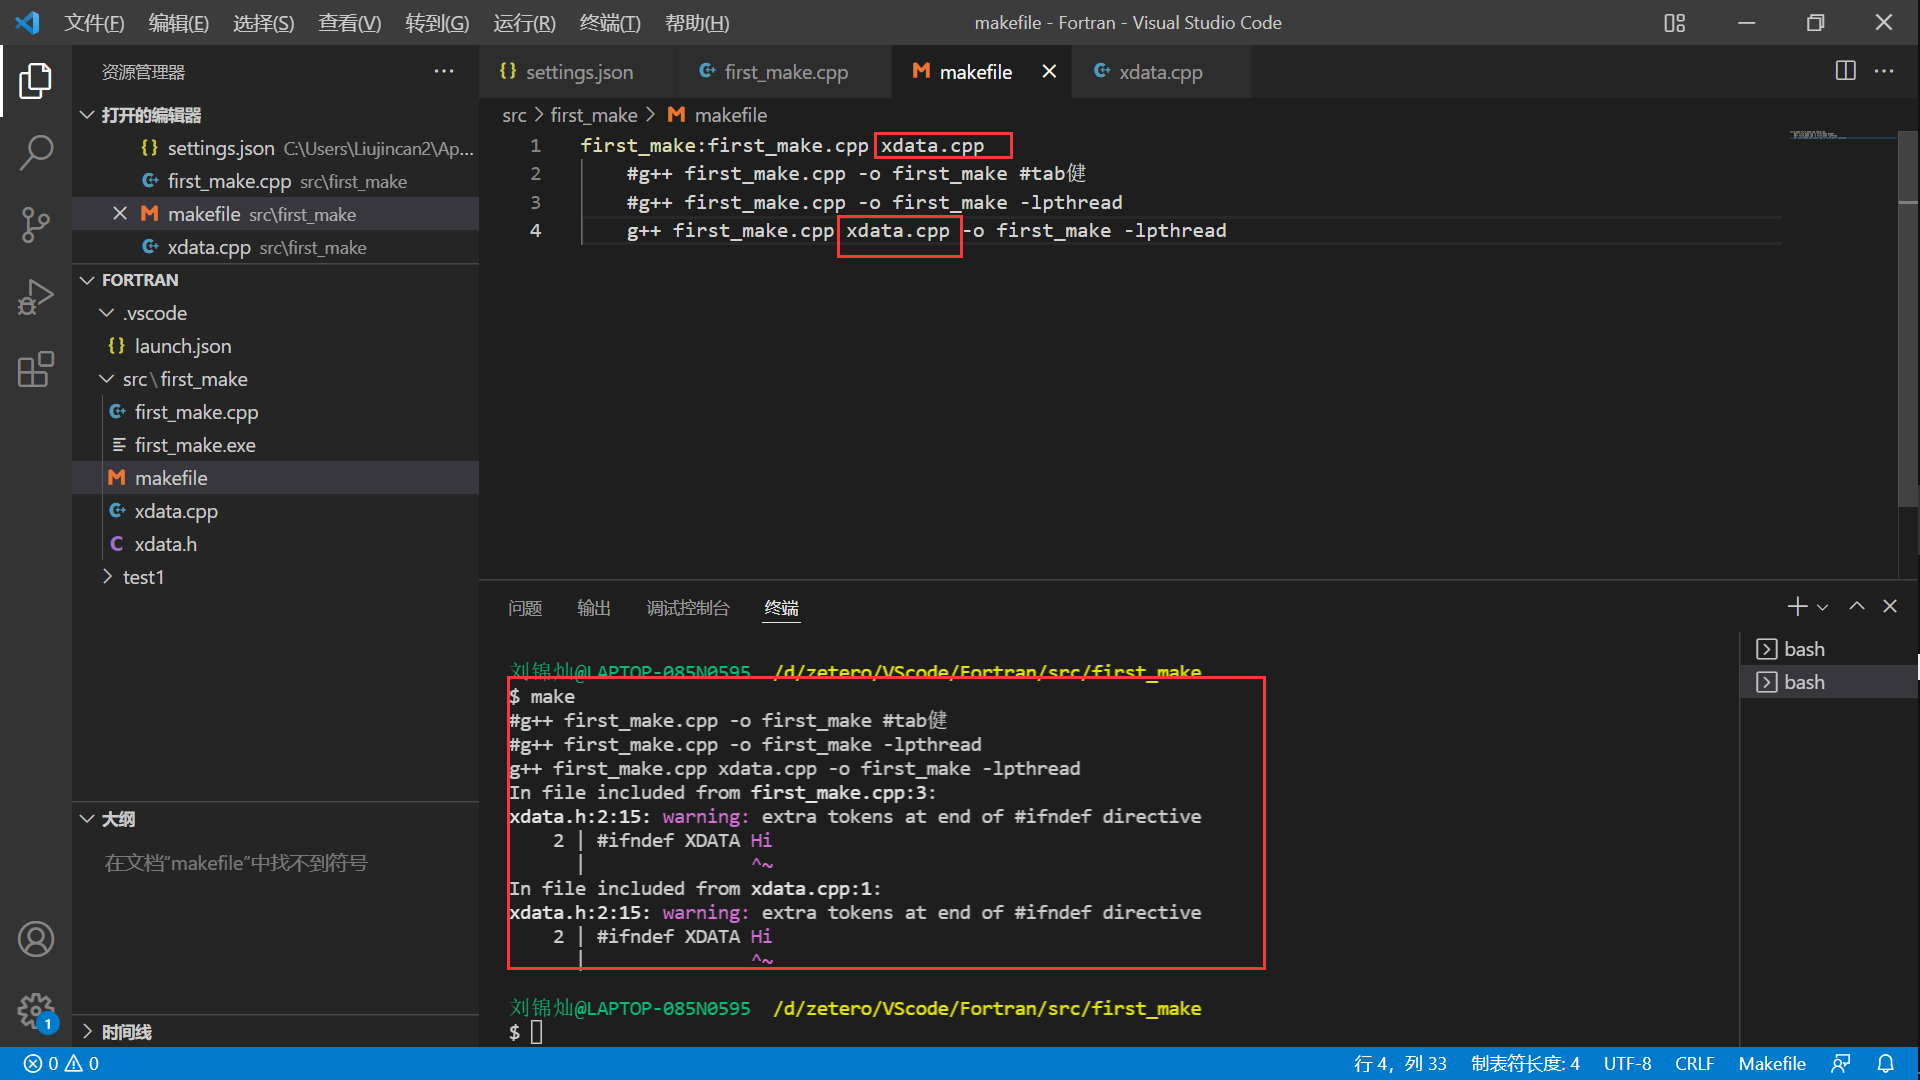 文件(F) 编辑(E) 选择(S) 查看(V) 转到(G) 运行(R) 终端(T) 帮助(H) makefile - Fortran - Visual Studio Code
资源管理器 ···
打开的编辑器
{} settings.json C:\Users\Liujincan2\Ap...
first_make.cpp src\first_make
M makefile src\first_make
xdata.cpp src\first_make
FORTRAN
.vscode
{} launch.json
src\first_make
first_make.cpp
first_make.exe
M makefile
xdata.cpp
C xdata.h
test1
大纲
在文档“makefile”中找不到符号
时间线
{} settings.json first_make.cpp M makefile xdata.cpp
src > first_make > M makefile
1 first_make:first_make.cpp xdata.cpp
2 #g++ first_make.cpp -o first_make #tab健
3 #g++ first_make.cpp -o first_make -lpthread
4 g++ first_make.cpp xdata.cpp -o first_make -lpthread
问题 输出 调试控制台 终端
bash
bash
刘锦灿@LAPTOP-085N0595 /d/zetero/VScode/Fortran/src/first_make
$ make
#g++ first_make.cpp -o first_make #tab健
#g++ first_make.cpp -o first_make -lpthread
g++ first_make.cpp xdata.cpp -o first_make -lpthread
In file included from first_make.cpp:3:
xdata.h:2:15: warning: extra tokens at end of #ifndef directive
2 | #ifndef XDATA Hi
| ^~
In file included from xdata.cpp:1:
xdata.h:2:15: warning: extra tokens at end of #ifndef directive
2 | #ifndef XDATA Hi
| ^~
刘锦灿@LAPTOP-085N0595 /d/zetero/VScode/Fortran/src/first_make
$
1
0 0 行 4，列 33 制表符长度: 4 UTF-8 CRLF Makefile